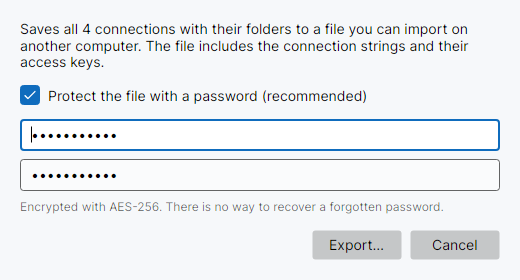 Saves all 4 connections with their folders to a file you can import on
another computer. The file includes the connection strings and their
access keys.
Protect the file with a password (recommended)
•••••••••••
•••••••••••
Encrypted with AES-256. There is no way to recover a forgotten password.
Export... Cancel